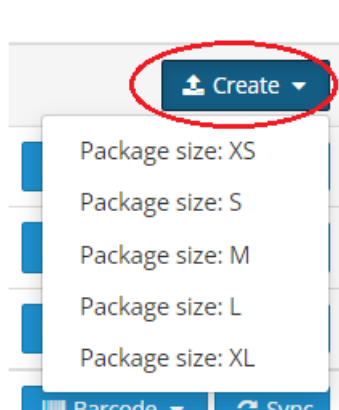 Create
Package size: XS
Package size: S
Package size: M
Package size: L
Package size: XL
Barcode Sync